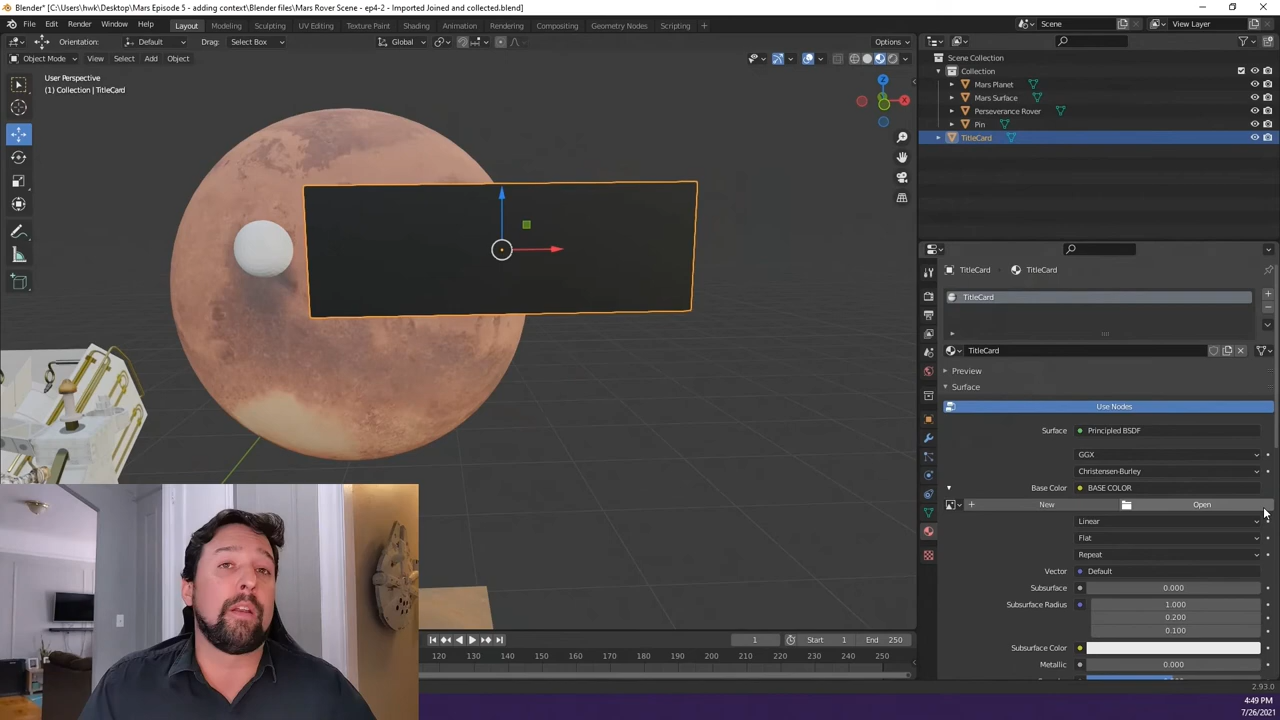 Blender* [C:\Users\hwk\Desktop\Mars Episode 5 - adding context\Blender files\Mars Rover Scene - ep4-2 - Imported Joined and collected.blend]
File Edit Render Window Help Layout Modeling Sculpting UV Editing Texture Paint Shading Animation Rendering Compositing Geometry Nodes Scripting Scene View Layer
Orientation: Default Drag: Select Box Global Options
Object Mode View Select Add Object
User Perspective
(1) Collection | TitleCard
Z
X
Scene Collection
Collection
Mars Planet
Mars Surface
Perseverance Rover
Pin
TitleCard
TitleCard TitleCard
TitleCard
TitleCard
Preview
Surface
Use Nodes
Surface Principled BSDF
GGX
Christensen-Burley
Base Color BASE COLOR
New Open
Linear
Flat
Repeat
Vector Default
Subsurface 0.000
Subsurface Radius 1.000
0.200
0.100
Subsurface Color
Metallic 0.000
1 Start 1 End 250
120 130 140 150 160 170 180 190 200 210 220 230 240 250
2.93.0
4:49 PM
7/26/2021